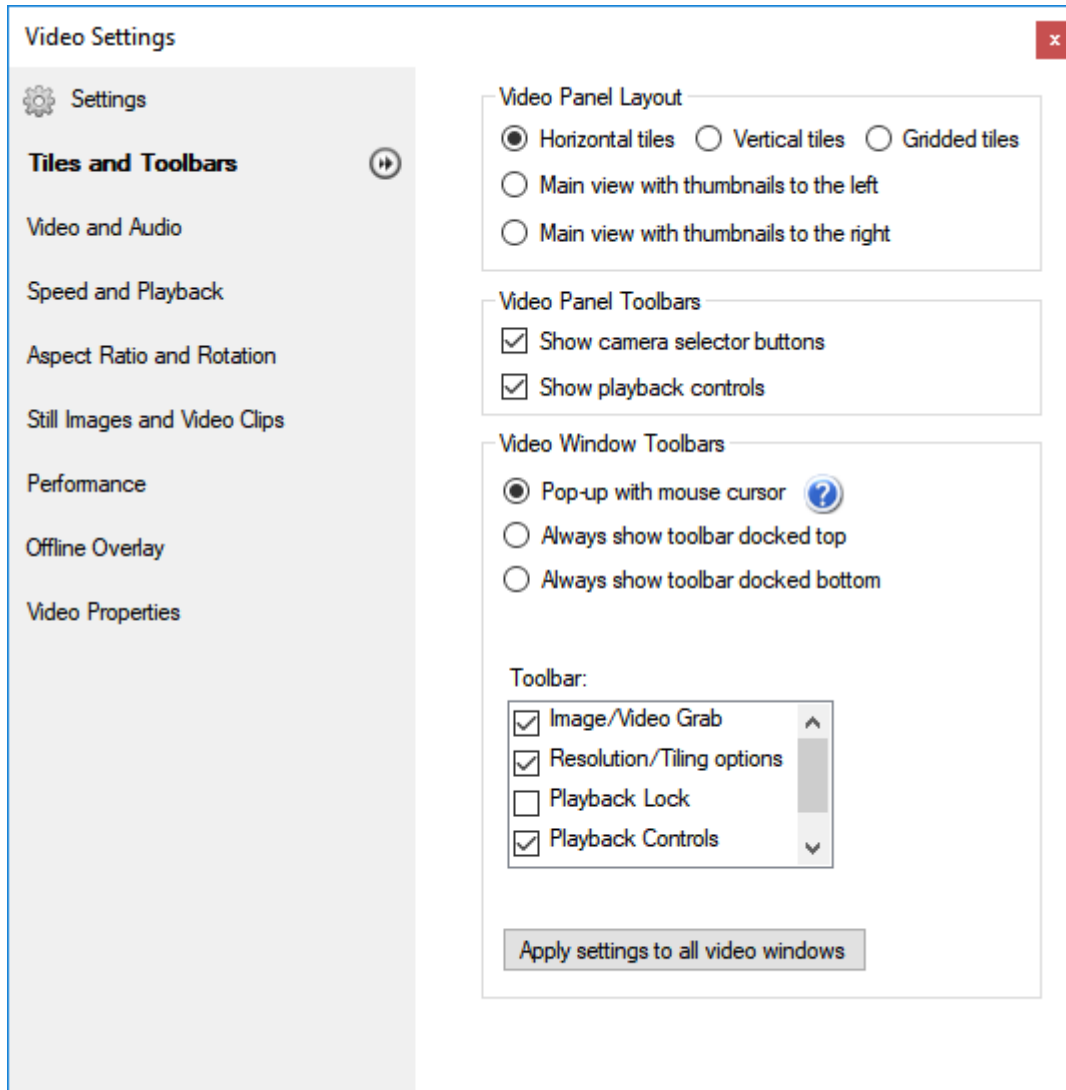 Video Settings
x
Settings
Tiles and Toolbars
Video and Audio
Speed and Playback
Aspect Ratio and Rotation
Still Images and Video Clips
Performance
Offline Overlay
Video Properties
Video Panel Layout
Horizontal tiles Vertical tiles Gridded tiles
Main view with thumbnails to the left
Main view with thumbnails to the right
Video Panel Toolbars
Show camera selector buttons
Show playback controls
Video Window Toolbars
Pop-up with mouse cursor ?
Always show toolbar docked top
Always show toolbar docked bottom
Toolbar:
Image/Video Grab
Resolution/Tiling options
Playback Lock
Playback Controls
Apply settings to all video windows